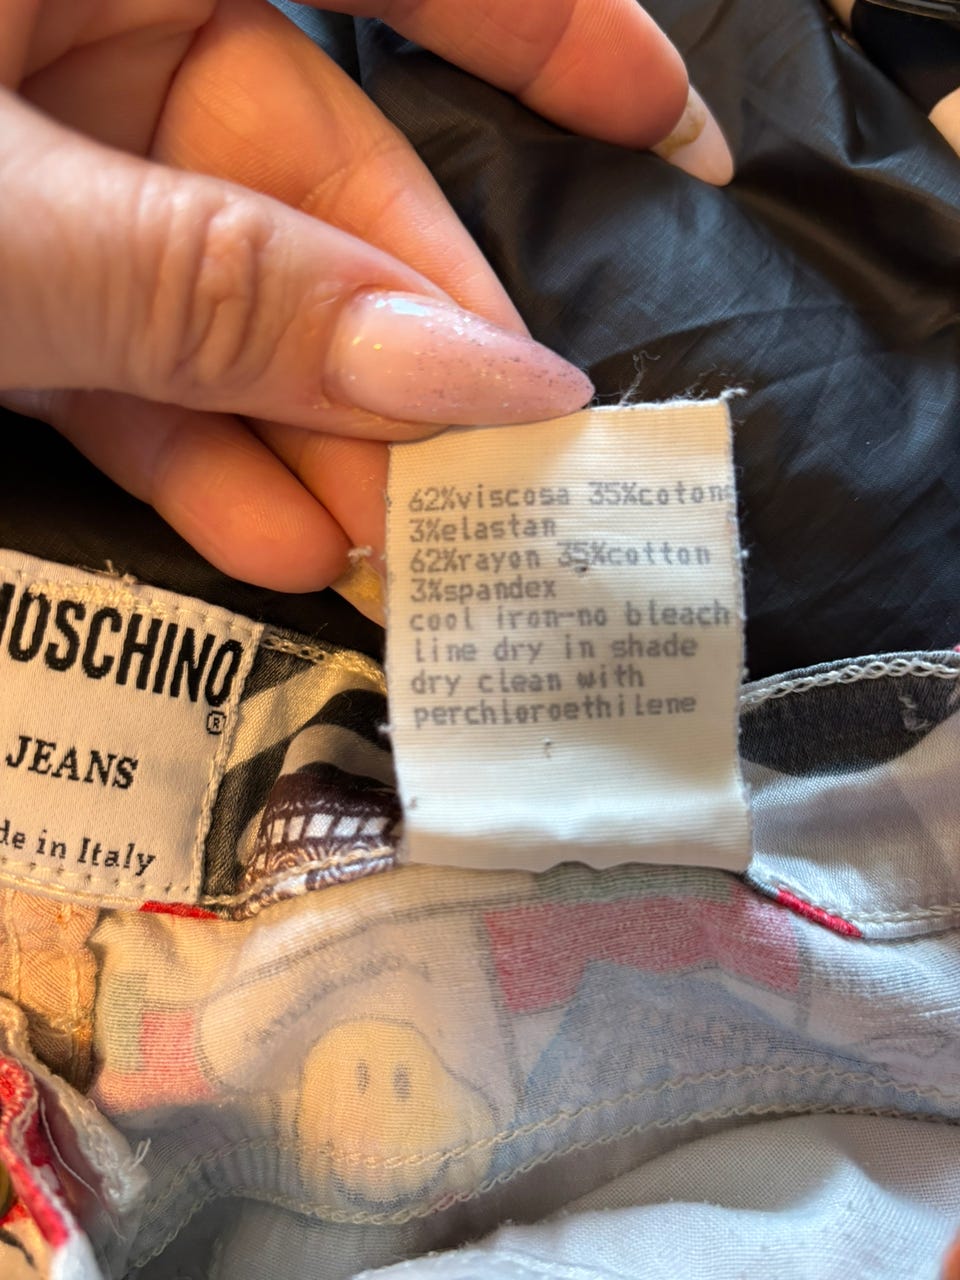 62%viscosa 35%cotone
3%elastan
62%rayon 35%cotton
3%spandex
cool iron-no bleach
line dry in shade
dry clean with
perchloroethilene
MOSCHINO
®
JEANS
de in Italy